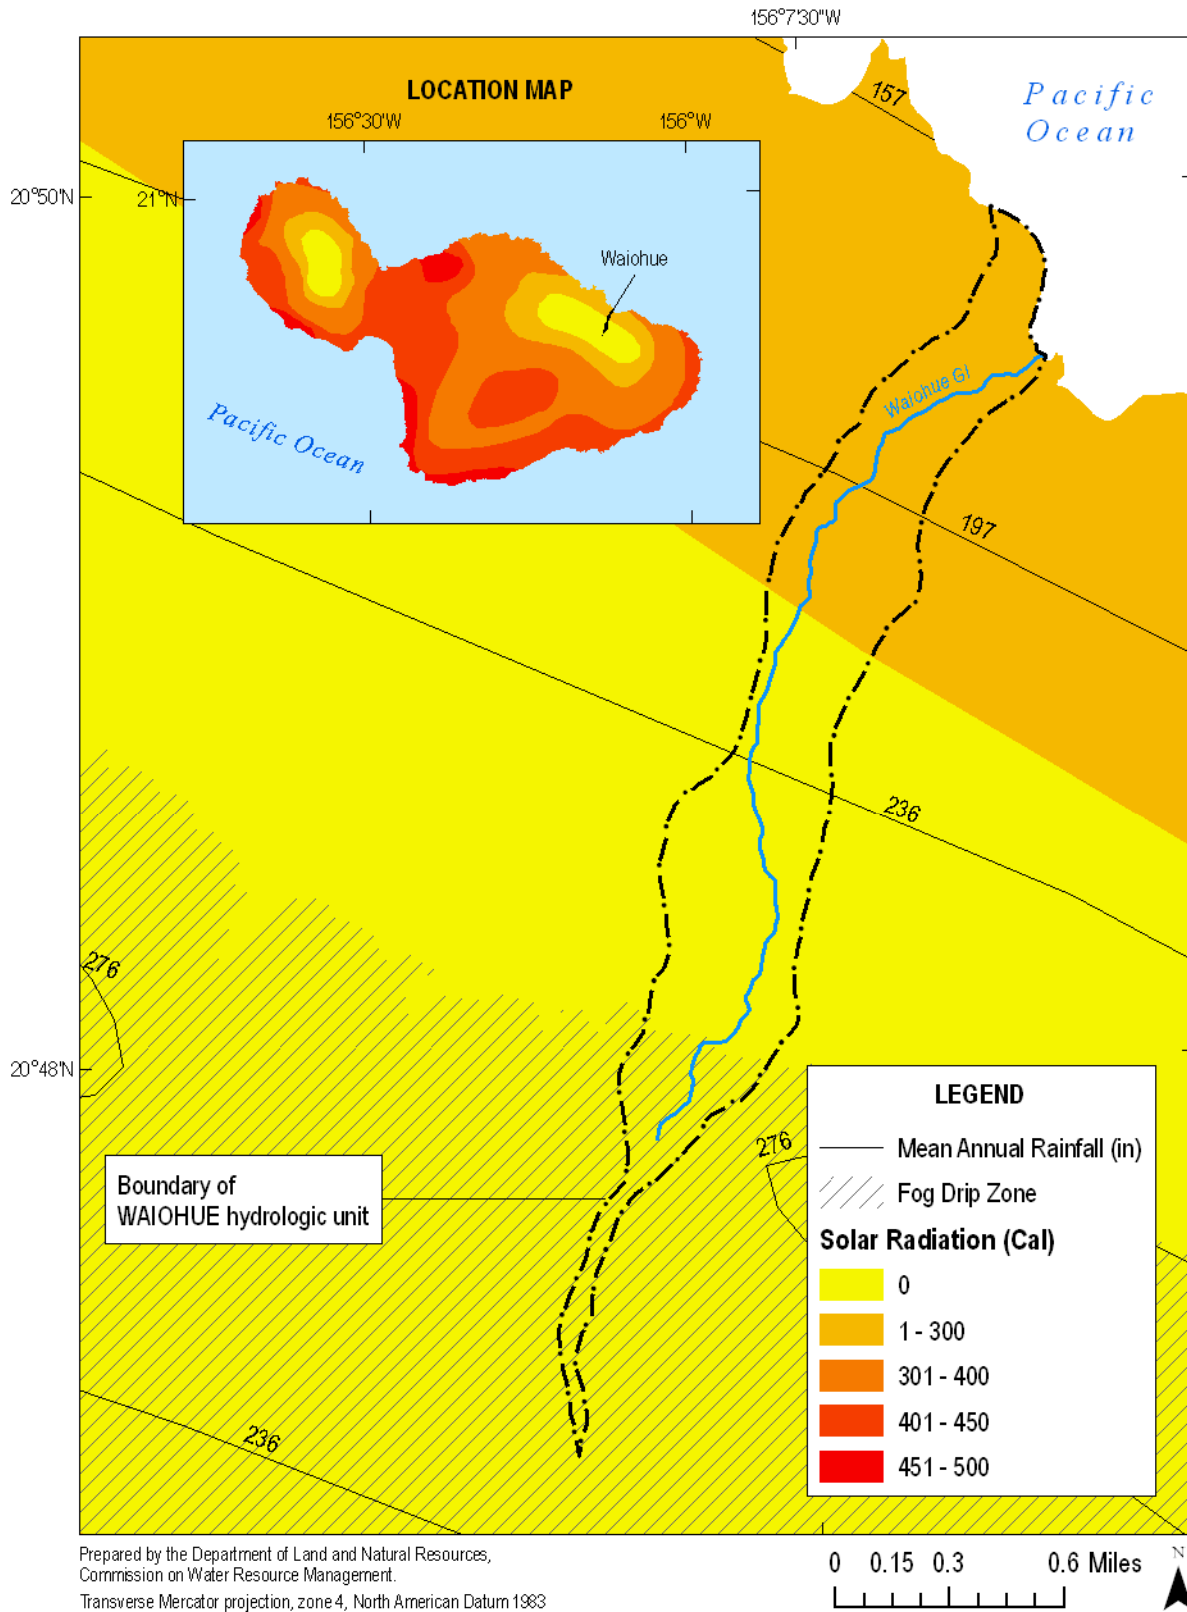 156°7'30"W
LOCATION MAP
156°30'W
156°W
157
Pacific
Ocean
20°50'N
21°N
Waiohue
Pacific Ocean
Waiohue Gl
197
236
276
20°48'N
276
Boundary of
WAIOHUE hydrologic unit
LEGEND
Mean Annual Rainfall (in)
Fog Drip Zone
Solar Radiation (Cal)
0
1 - 300
301 - 400
401 - 450
451 - 500
236
Prepared by the Department of Land and Natural Resources,
Commission on Water Resource Management.
Transverse Mercator projection, zone 4, North American Datum 1983
0 0.15 0.3 0.6 Miles
N